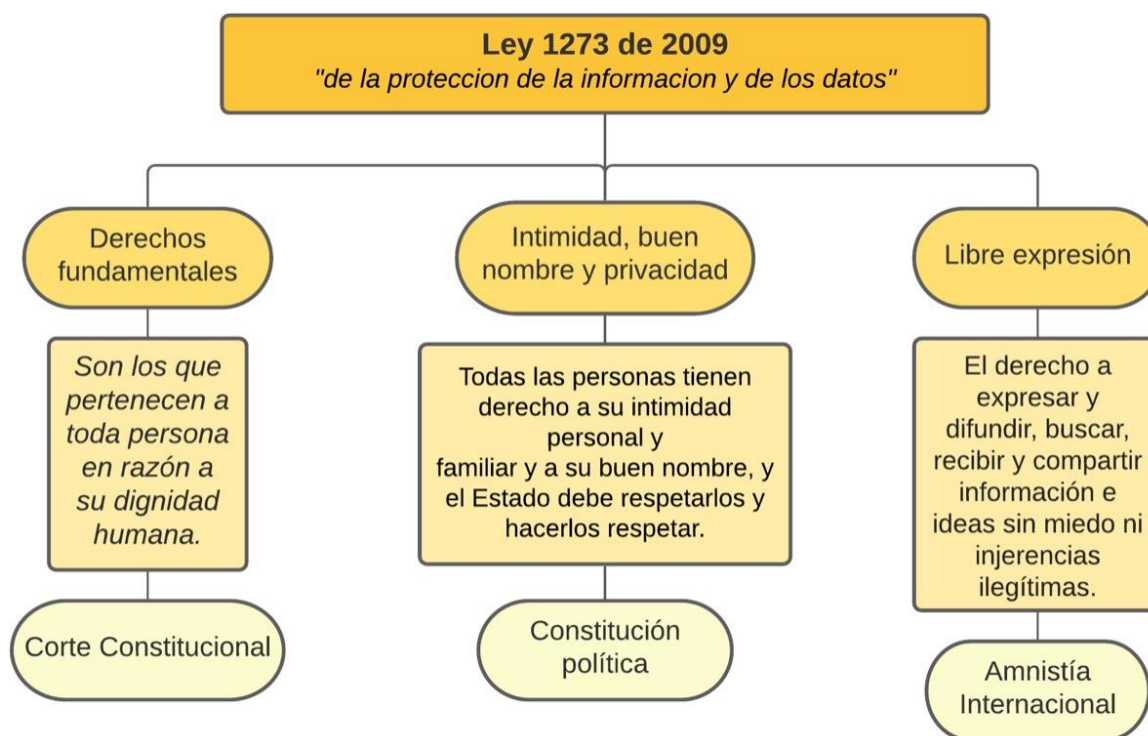 Ley 1273 de 2009
"de la proteccion de la informacion y de los datos"
Derechos
fundamentales
Son los que
pertenecen a
toda persona
en razón a
su dignidad
humana.
Corte Constitucional
Intimidad, buen
nombre y privacidad
Todas las personas tienen
derecho a su intimidad
personal y
familiar y a su buen nombre, y
el Estado debe respetarlos y
hacerlos respetar.
Constitución
política
Libre expresión
El derecho a
expresar y
difundir, buscar,
recibir y compartir
información e
ideas sin miedo ni
injerencias
ilegítimas.
Amnistía
Internacional